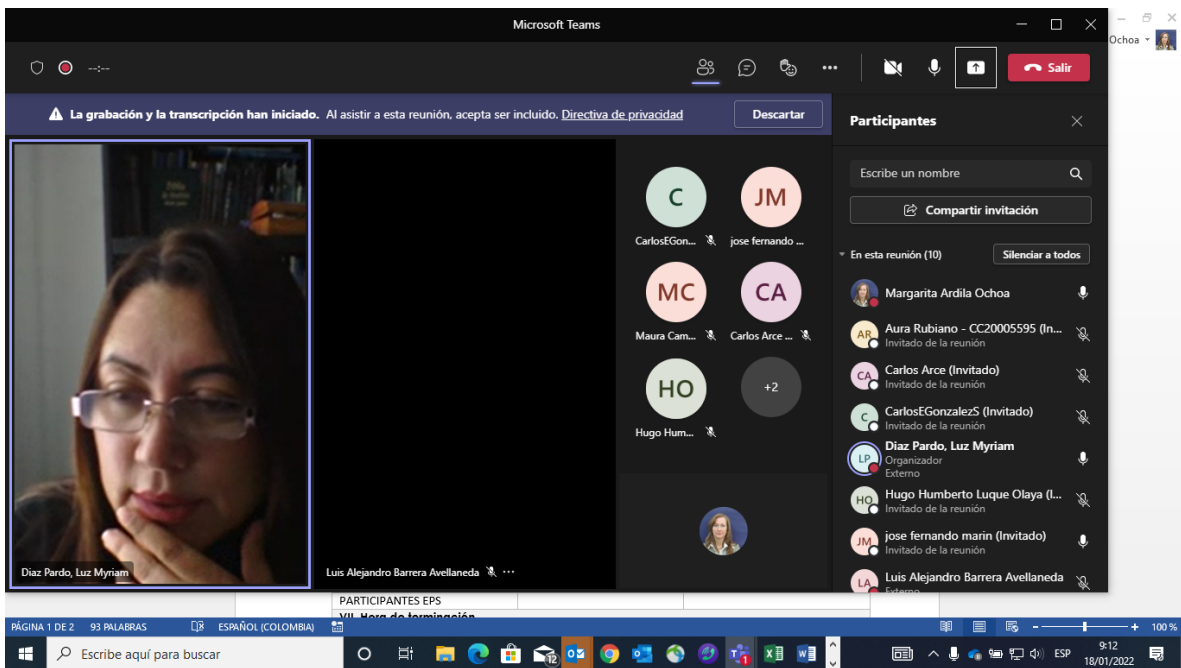 Microsoft Teams
Ochoa
--:--
Salir
La grabación y la transcripción han iniciado. Al asistir a esta reunión, acepta ser incluido. Directiva de privacidad
Descartar
Participantes
Escribe un nombre
Compartir invitación
En esta reunión (10)
Silenciar a todos
Margarita Ardila Ochoa
AR
Aura Rubiano - CC20005595 (In...
Invitado de la reunión
CA
Carlos Arce (Invitado)
Invitado de la reunión
C
CarlosEGonzalezS (Invitado)
Invitado de la reunión
LP
Diaz Pardo, Luz Myriam
Organizador
Externo
HO
Hugo Humberto Luque Olaya (I...
Invitado de la reunión
JM
jose fernando marin (Invitado)
Invitado de la reunión
LA
Luis Alejandro Barrera Avellaneda
Externo
C
CarlosEGon...
JM
jose fernando ...
MC
Maura Cam...
CA
Carlos Arce ...
HO
Hugo Hum...
+2
Diaz Pardo, Luz Myriam
Luis Alejandro Barrera Avellaneda
PARTICIPANTES EPS
VII. Hora de terminación
PÁGINA 1 DE 2
93 PALABRAS
ESPAÑOL (COLOMBIA)
100 %
Escribe aquí para buscar
12
ESP
9:12
18/01/2022